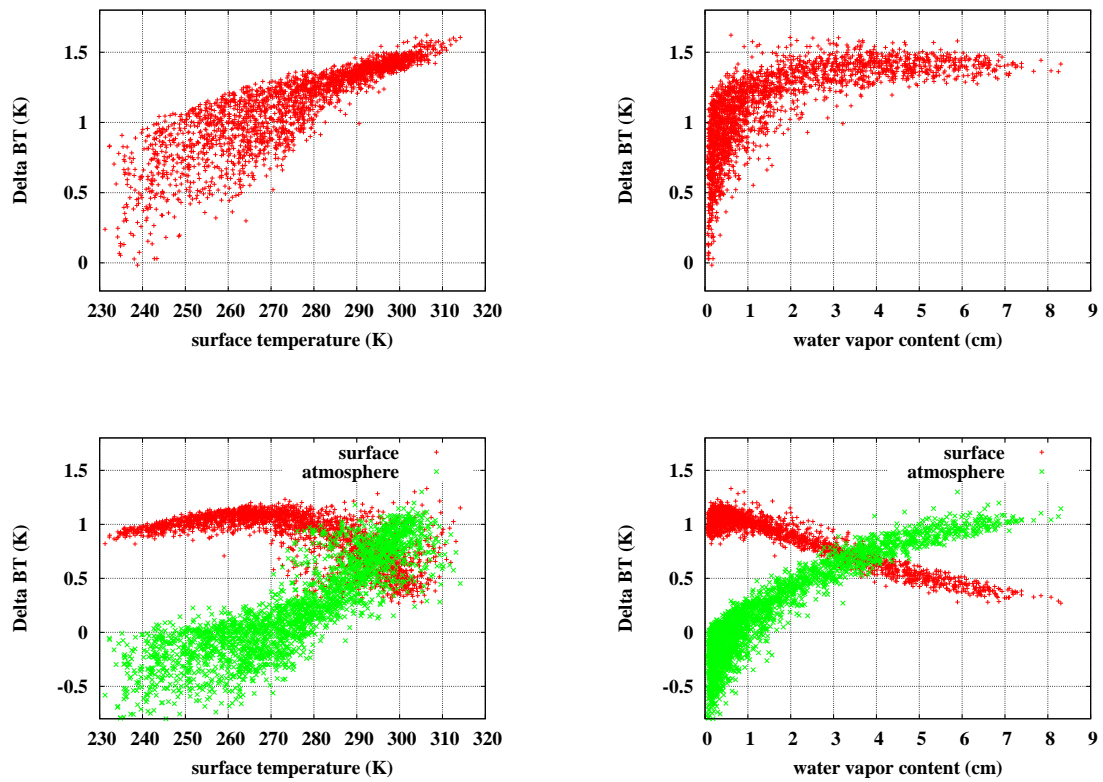 1.5
1
0.5
0
Delta BT (K)
230 240 250 260 270 280 290 300 310 320
surface temperature (K)
1.5
1
0.5
0
Delta BT (K)
0 1 2 3 4 5 6 7 8 9
water vapor content (cm)
surface
atmosphere
1.5
1
0.5
0
-0.5
Delta BT (K)
230 240 250 260 270 280 290 300 310 320
surface temperature (K)
surface
atmosphere
1.5
1
0.5
0
-0.5
Delta BT (K)
0 1 2 3 4 5 6 7 8 9
water vapor content (cm)